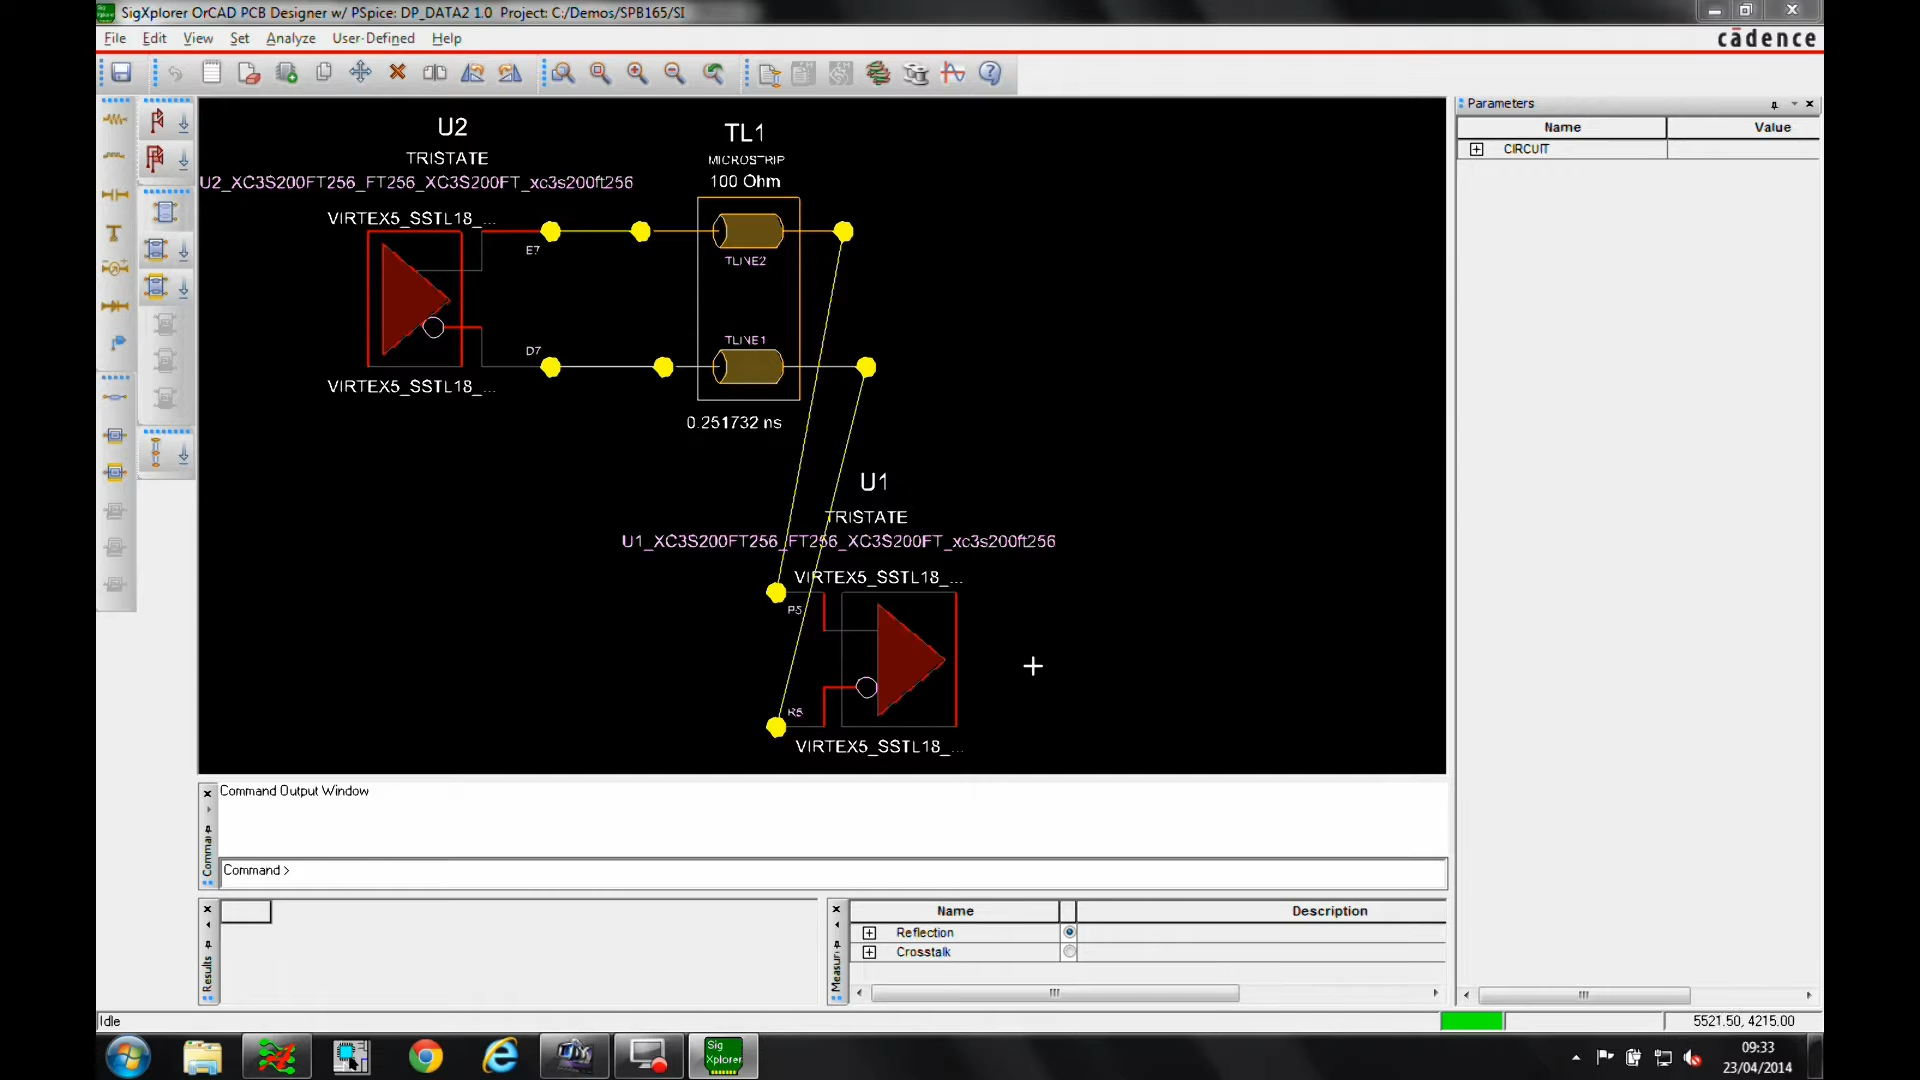 SigXplorer OrCAD PCB Designer w/ PSpice: DP_DATA2 1.0 Project: C:/Demos/SPB165/SI
File Edit View Set Analyze User-Defined Help
cādence
U2
TRISTATE
U2_XC3S200FT256_FT256_XC3S200FT_xc3s200ft256
VIRTEX5_SSTL18_...
E7
D7
VIRTEX5_SSTL18_...
TL1
MICROSTRIP
100 Ohm
TLINE2
TLINE1
0.251732 ns
U1
TRISTATE
U1_XC3S200FT256_FT256_XC3S200FT_xc3s200ft256
VIRTEX5_SSTL18_...
VIRTEX5_SSTL18_...
Parameters
Name Value
CIRCUIT
Command Output Window
Command >
Results
Name Description
Reflection
Crosstalk
Idle
5521.50, 4215.00
Sig
Xplorer
09:33
23/04/2014